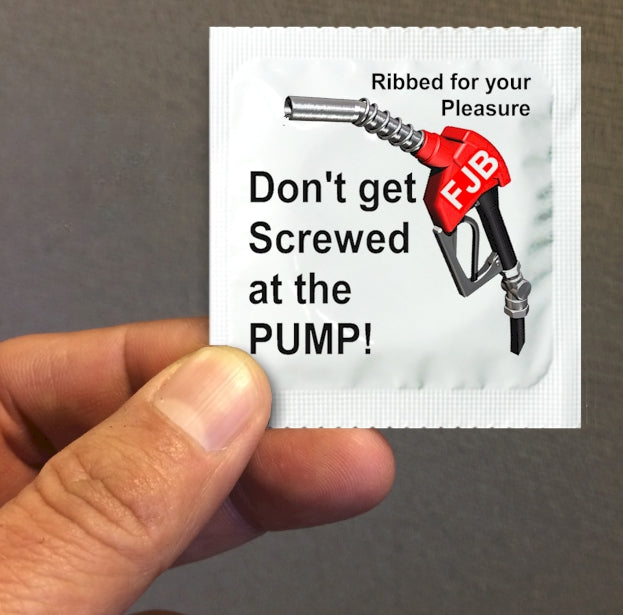 Ribbed for your
Pleasure
FJB
Don't get
Screwed
at the
PUMP!